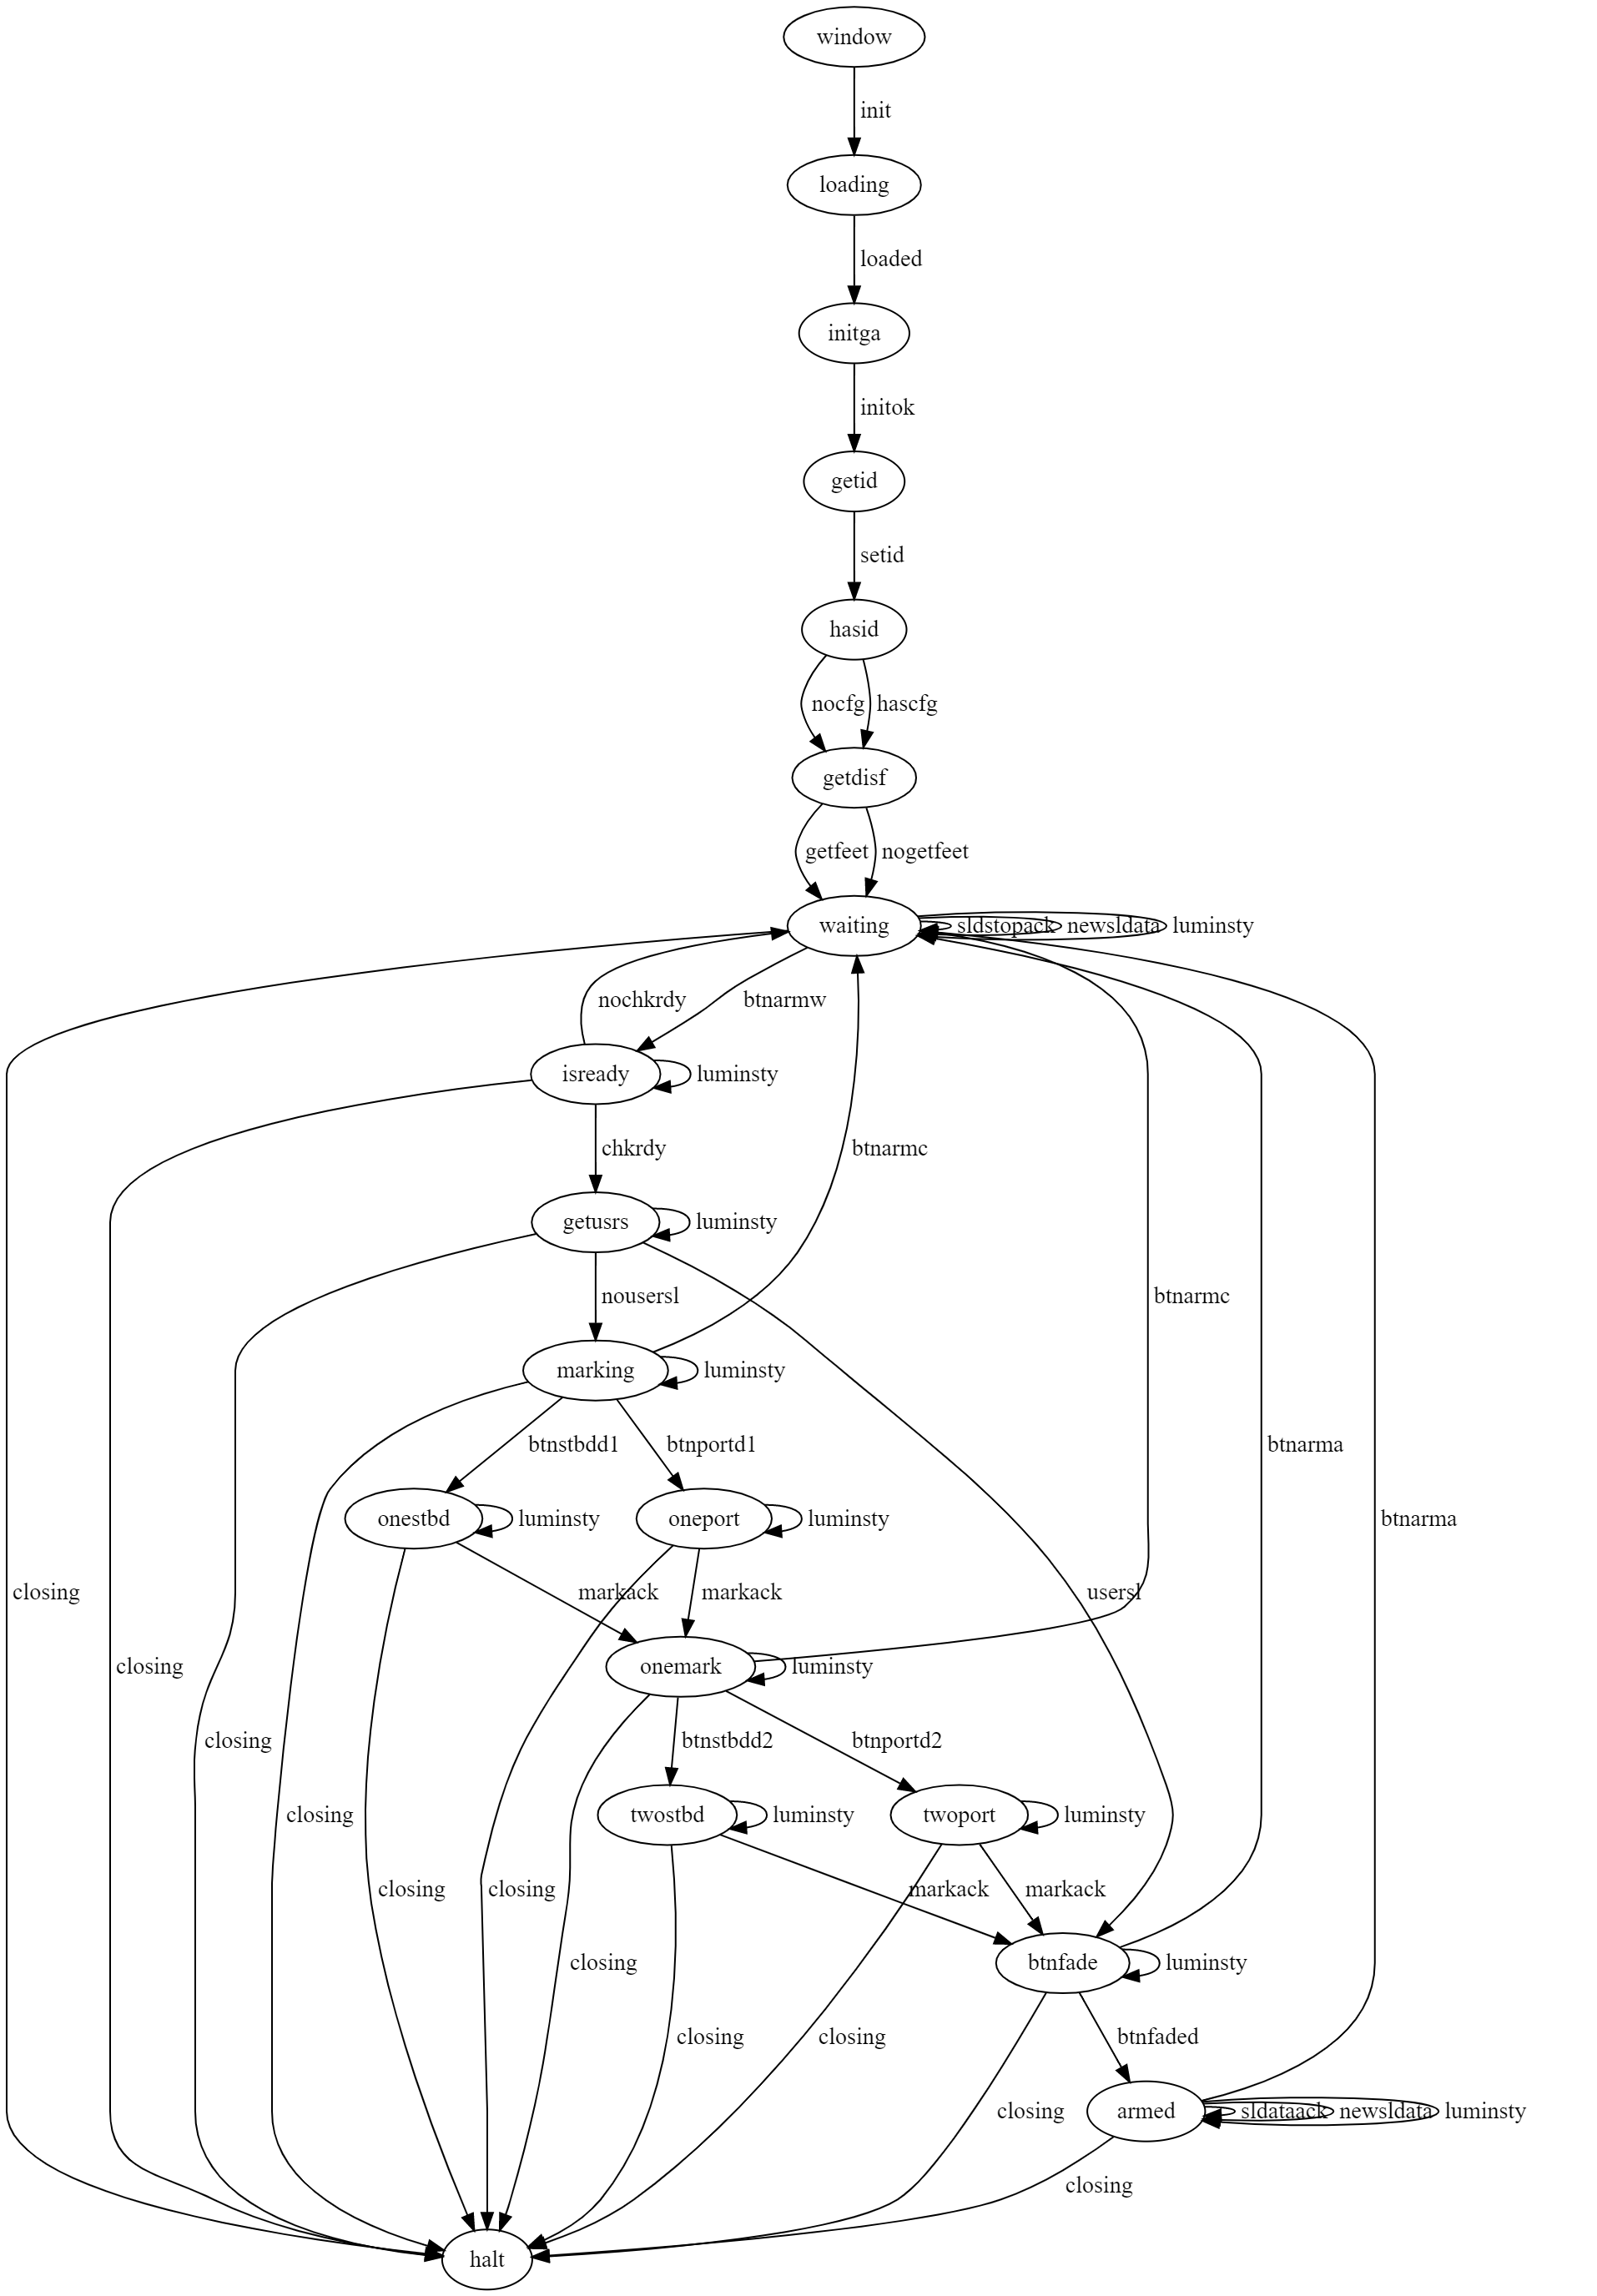 window
init
loading
loaded
initga
initok
getid
setid
hasid
nocfg hascfg
getdisf
getfeet nogetfeet
waiting sldstopack newsldata luminsty
nochkrdy btnarmw
isready luminsty
chkrdy btnarmc
getusrs luminsty
nousersl btnarmc
marking luminsty
btnstbdd1 btnportd1 btnarma
onestbd luminsty oneport luminsty btnarma
closing markack markack usersl
closing onemark luminsty
closing btnstbdd2 btnportd2
closing twostbd luminsty twoport luminsty
closing closing markack markack
closing btnfade luminsty
closing closing btnfaded
closing armed sldataack newsldata luminsty
closing
halt